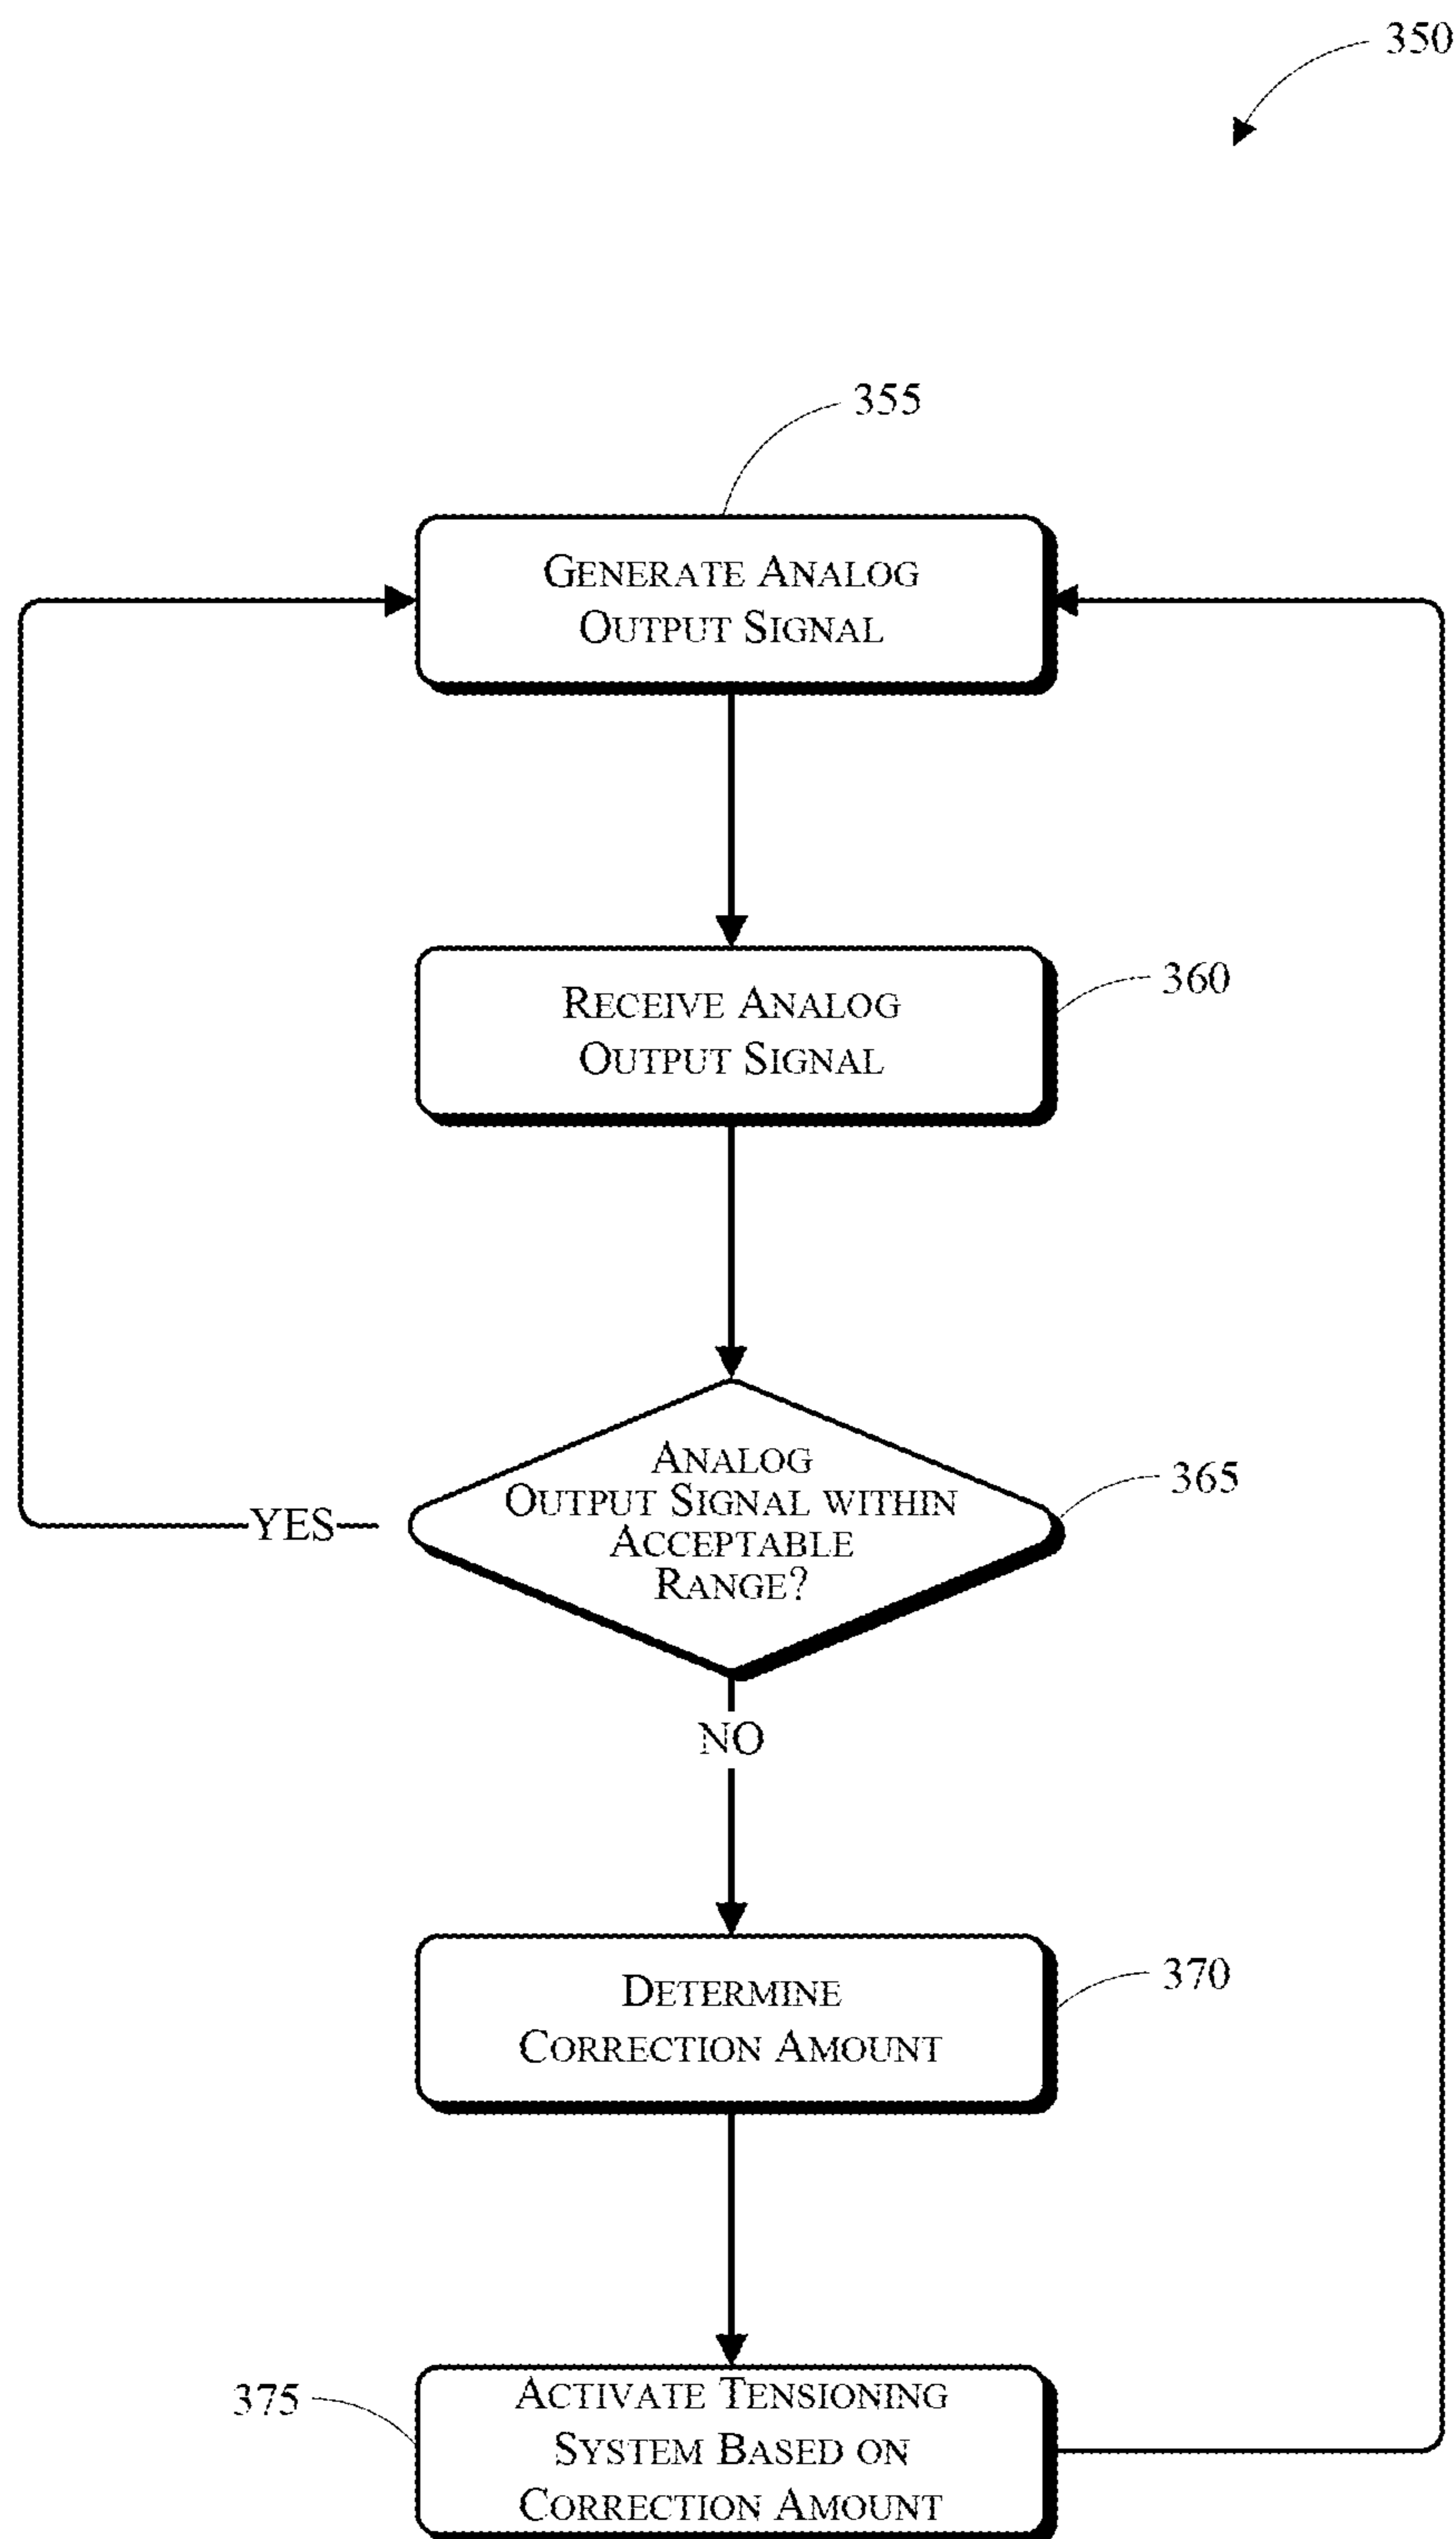 350
355
GENERATE ANALOG
OUTPUT SIGNAL
RECEIVE ANALOG
OUTPUT SIGNAL
360
ANALOG
OUTPUT SIGNAL WITHIN
ACCEPTABLE
RANGE?
365
YES
NO
DETERMINE
CORRECTION AMOUNT
370
375
ACTIVATE TENSIONING
SYSTEM BASED ON
CORRECTION AMOUNT